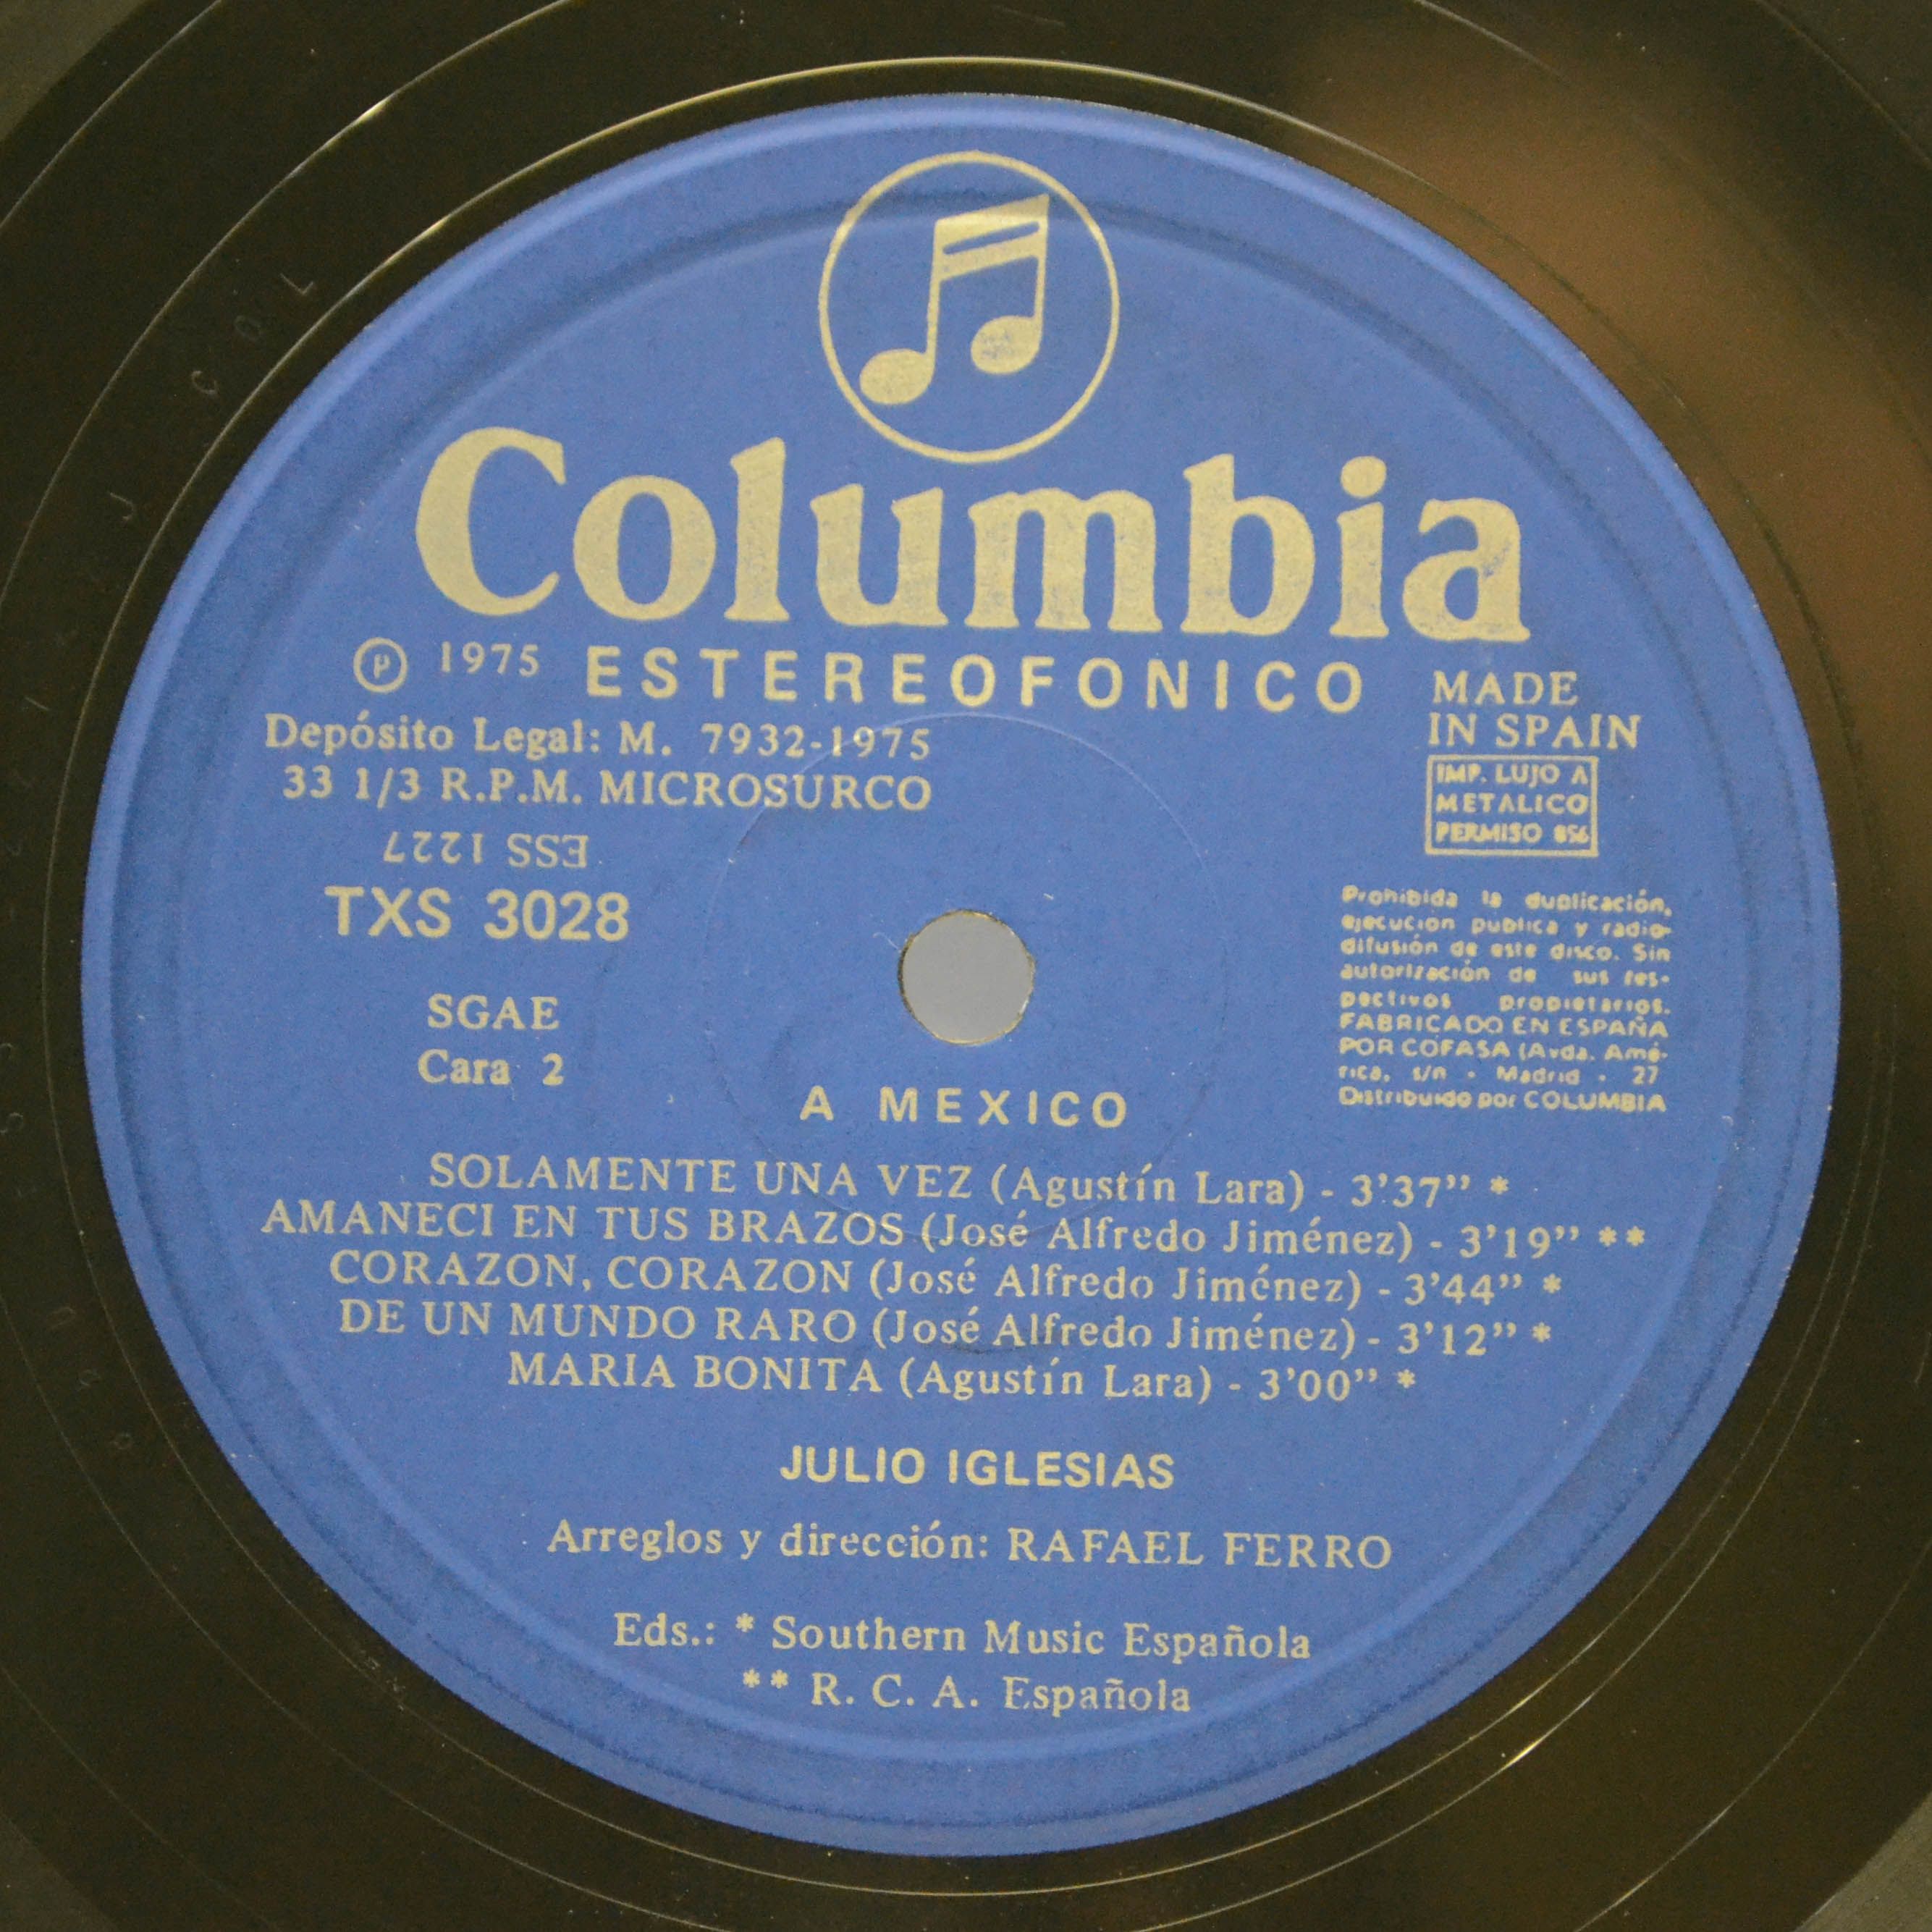 Columbia
℗ 1975 ESTEREOFONICO
Depósito Legal: M. 7932-1975
33 1/3 R.P.M. MICROSURCO
ESS 1227
TXS 3028
SGAE
Cara 2
MADE
IN SPAIN
IMP. LUJO A
METALICO
PERMISO 856
Prohibida la duplicación,
ejecucion publica y radio-
difusión de este disco. Sin
autorización de sus res-
pectivos propietarios.
FABRICADO EN ESPAÑA
POR COFASA (Avda. Amé-
rica, s/n - Madrid - 27
Distribuido por COLUMBIA
A MEXICO
SOLAMENTE UNA VEZ (Agustín Lara) - 3'37" *
AMANECI EN TUS BRAZOS (José Alfredo Jiménez) - 3'19" **
CORAZON, CORAZON (José Alfredo Jiménez) - 3'44" *
DE UN MUNDO RARO (José Alfredo Jiménez) - 3'12" *
MARIA BONITA (Agustín Lara) - 3'00" *
JULIO IGLESIAS
Arreglos y dirección: RAFAEL FERRO
Eds.: * Southern Music Española
** R. C. A. Española